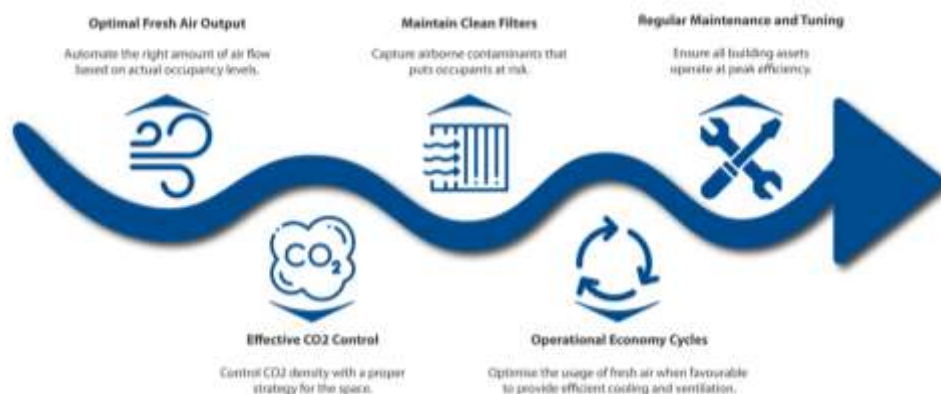 Optimal Fresh Air Output
Automate the right amount of air flow
based on actual occupancy levels.
CO2
Effective CO2 Control
Control CO2 density with a proper
strategy for the space.
Maintain Clean Filters
Capture airborne contaminants that
puts occupants at risk.
Operational Economy Cycles
Optimise the usage of fresh air when favourable
to provide efficient cooling and ventilation.
Regular Maintenance and Tuning
Ensure all building assets
operate at peak efficiency.